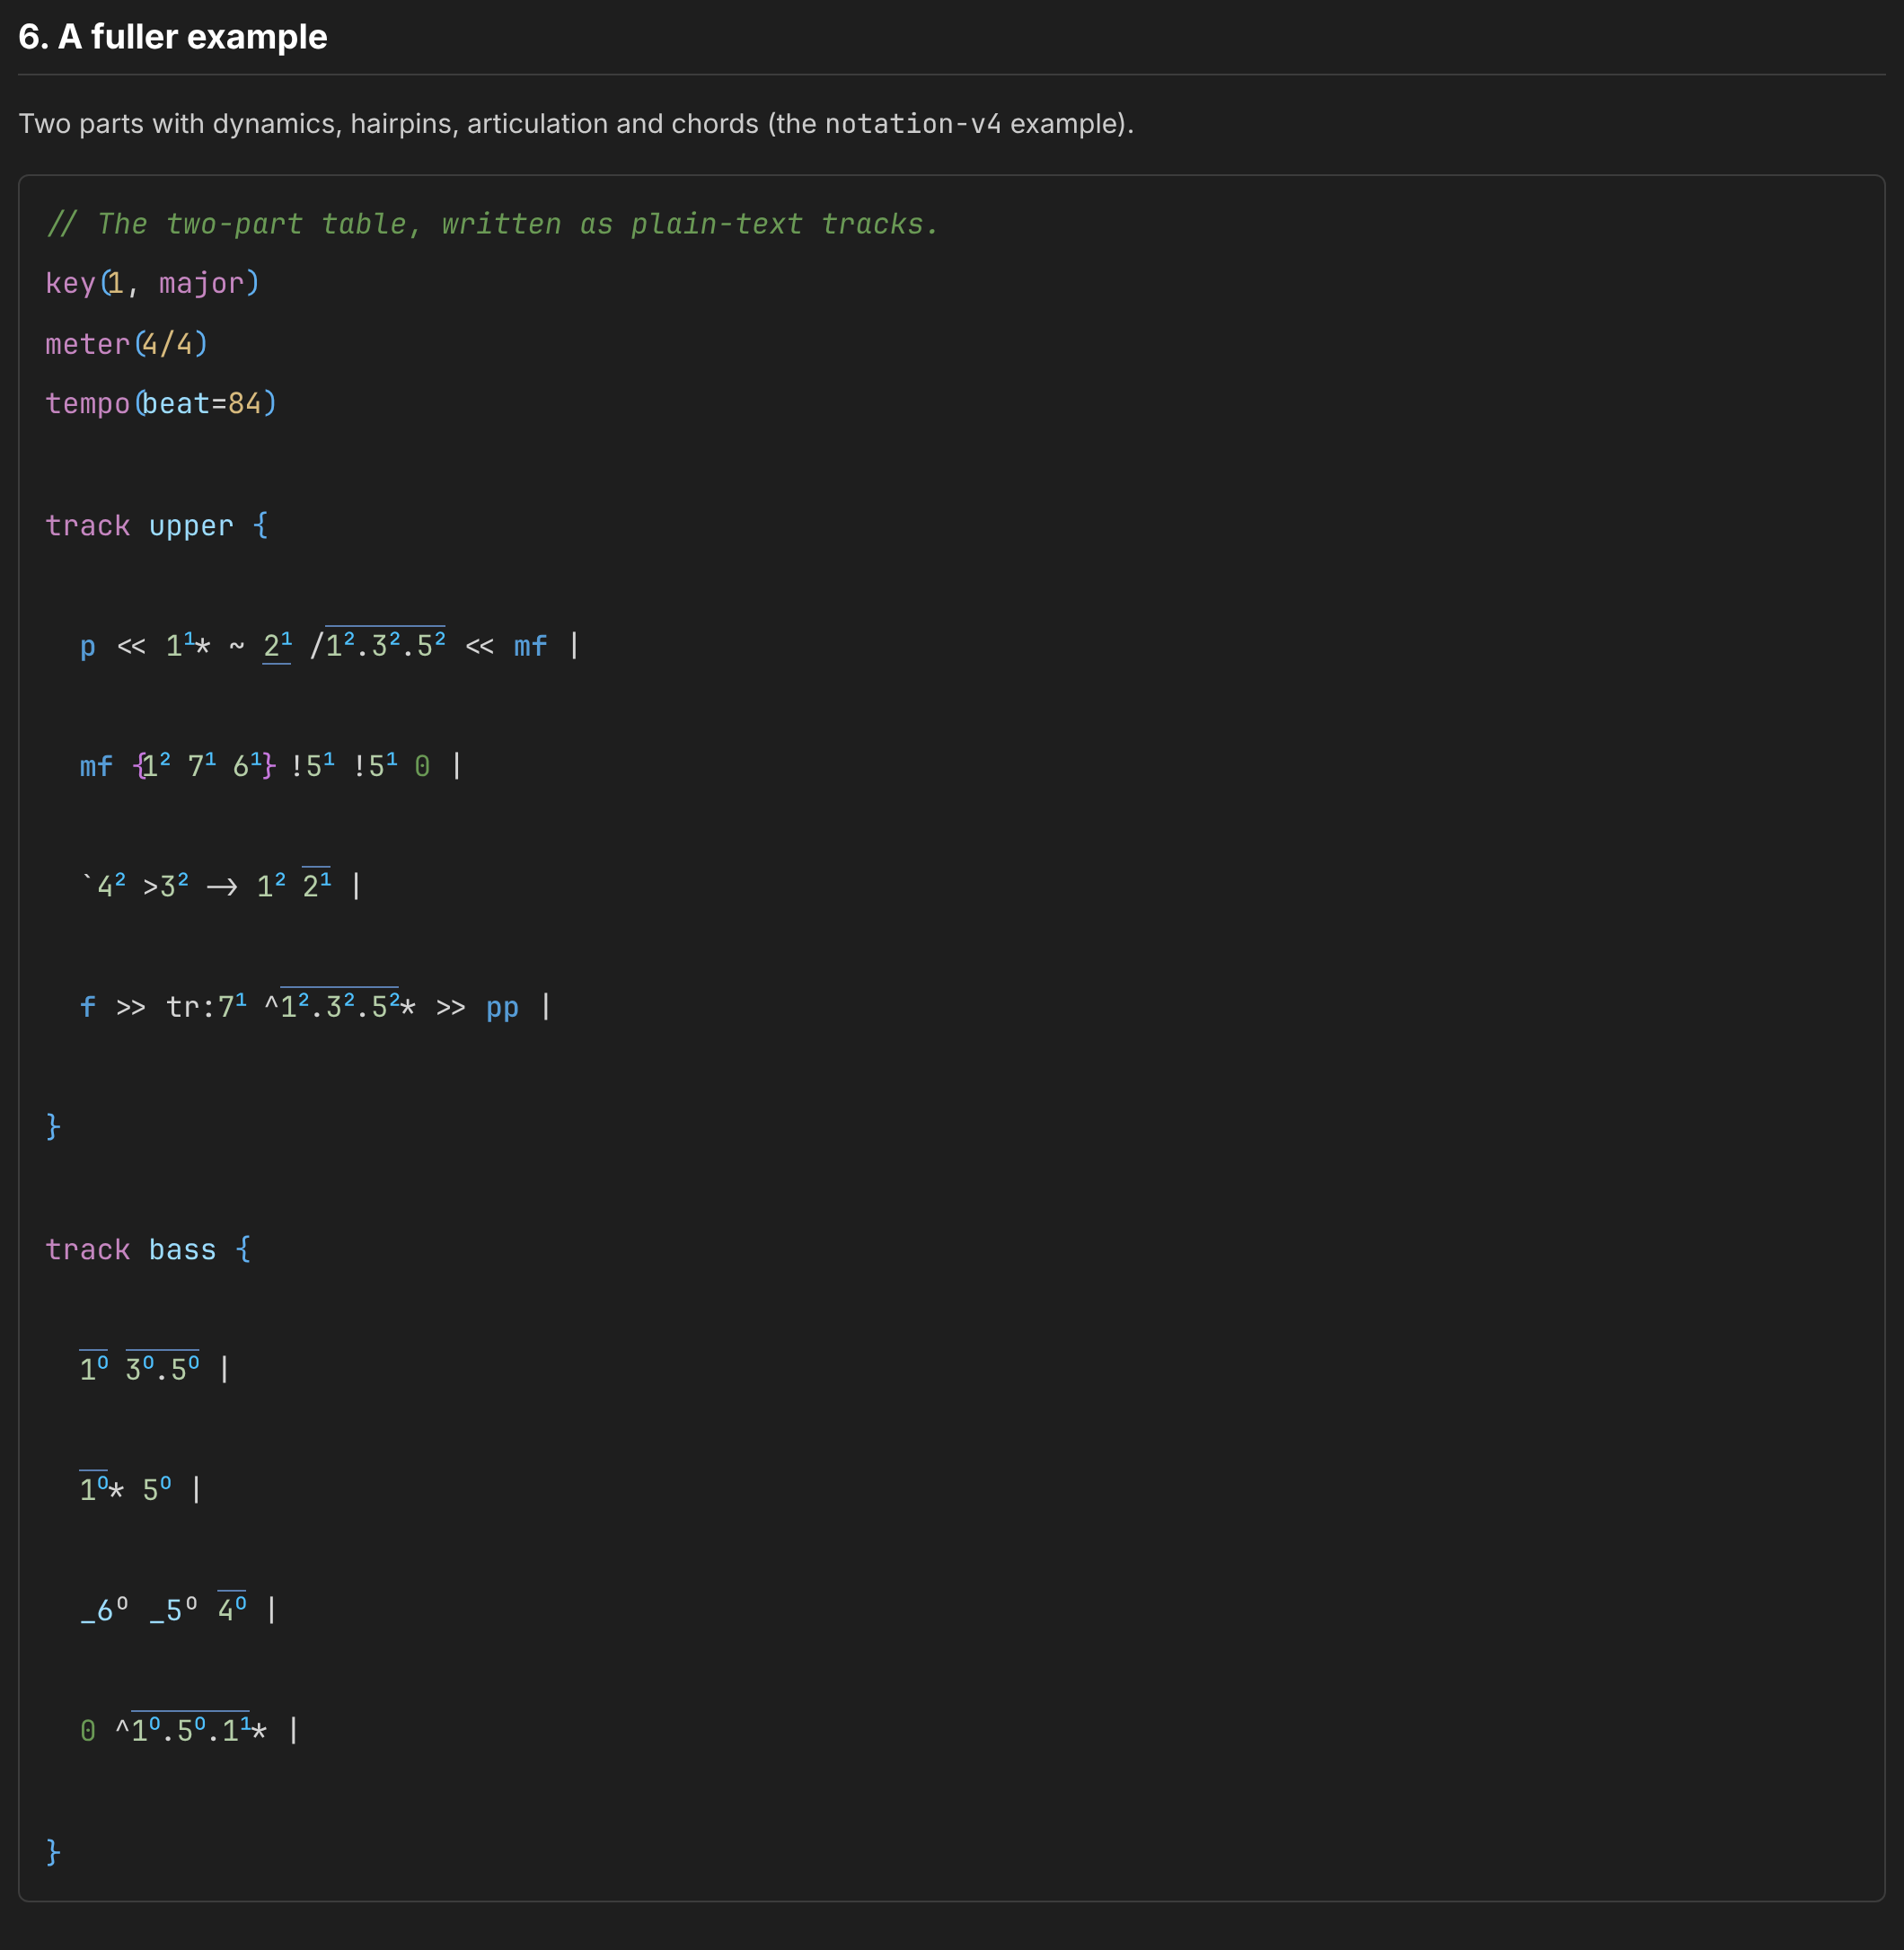 6. A fuller example
Two parts with dynamics, hairpins, articulation and chords (the notation-v4 example).
// The two-part table, written as plain-text tracks.
key(1, major)
meter(4/4)
tempo(beat=84)
track upper {
p << 1¹* ~ 2¹ /1².3².5² << mf |
mf {1² 7¹ 6¹} !5¹ !5¹ 0 |
`4² >3² –> 1² 2¹ |
f >> tr:7¹ ^1².3².5²* >> pp |
}
track bass {
1⁰ 3⁰.5⁰ |
1⁰* 5⁰ |
_6⁰ _5⁰ 4⁰ |
0 ^1⁰.5⁰.1¹* |
}